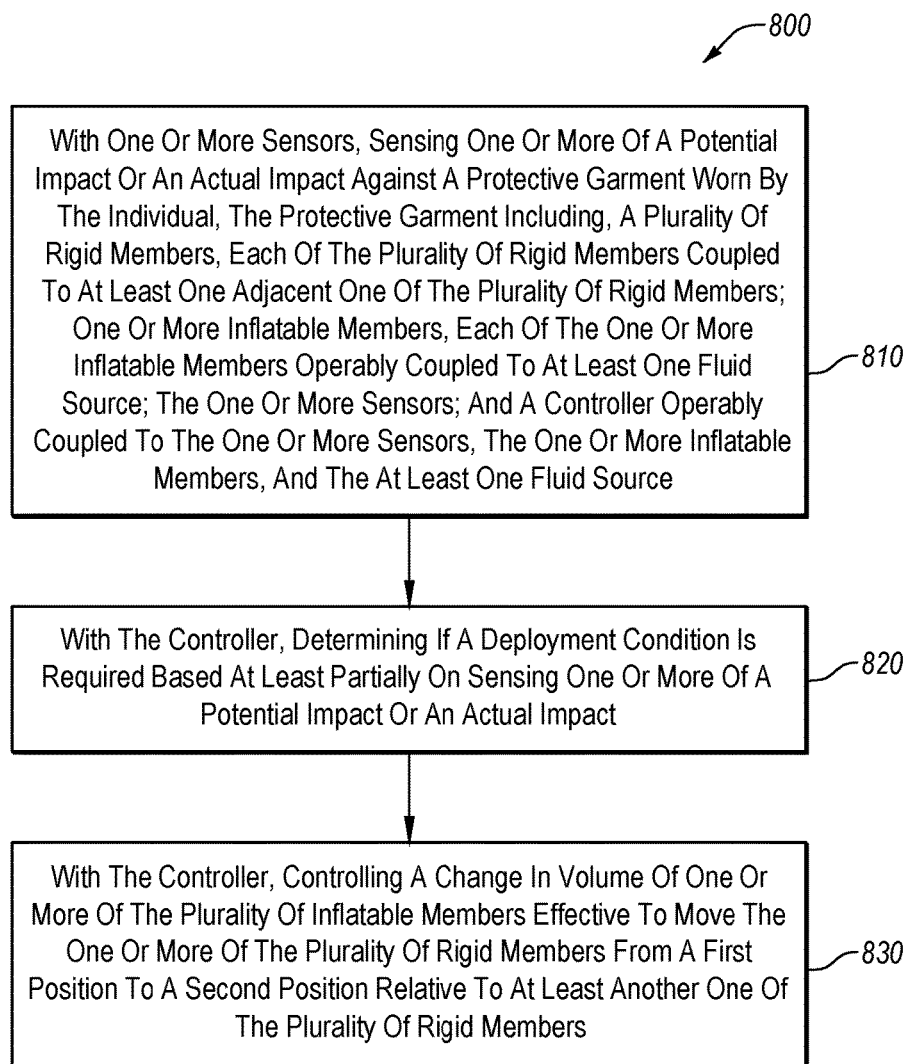 800
With One Or More Sensors, Sensing One Or More Of A Potential
Impact Or An Actual Impact Against A Protective Garment Worn By
The Individual, The Protective Garment Including, A Plurality Of
Rigid Members, Each Of The Plurality Of Rigid Members Coupled
To At Least One Adjacent One Of The Plurality Of Rigid Members;
One Or More Inflatable Members, Each Of The One Or More
Inflatable Members Operably Coupled To At Least One Fluid
Source; The One Or More Sensors; And A Controller Operably
Coupled To The One Or More Sensors, The One Or More Inflatable
Members, And The At Least One Fluid Source
810
With The Controller, Determining If A Deployment Condition Is
Required Based At Least Partially On Sensing One Or More Of A
Potential Impact Or An Actual Impact
820
With The Controller, Controlling A Change In Volume Of One Or
More Of The Plurality Of Inflatable Members Effective To Move The
One Or More Of The Plurality Of Rigid Members From A First
Position To A Second Position Relative To At Least Another One Of
The Plurality Of Rigid Members
830